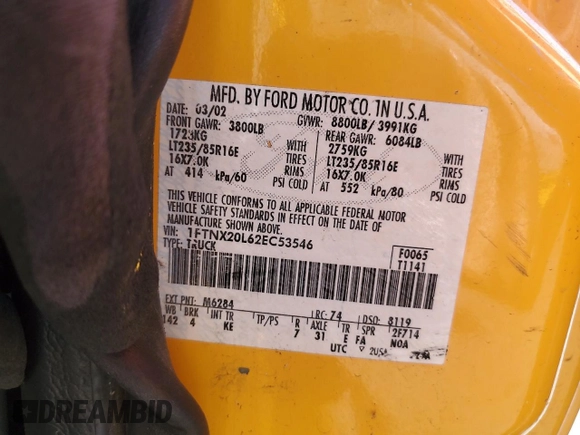 MFD. BY FORD MOTOR CO. IN U.S.A.
DATE: 03/02 GVWR: 8800LB/ 3991KG
FRONT GAWR: 3800LB REAR GAWR: 6084LB
1723KG WITH 2759KG WITH
LT235/85R16E TIRES LT235/85R16E TIRES
16X7.0K RIMS 16X7.0K RIMS
AT 414 kPa/60 PSI COLD AT 552 kPa/80 PSI COLD
THIS VEHICLE CONFORMS TO ALL APPLICABLE FEDERAL MOTOR
VEHICLE SAFETY STANDARDS IN EFFECT ON THE DATE OF
MANUFACTURE SHOWN ABOVE.
VIN: 1FTNX20L62EC53546
TYPE: TRUCK
F0065
T1141
EXT PNT: M6284 RC: 74 DSO: 8119
WB BRK INT TR TP/PS R AXLE TR SPR 2F714
142 4 KE 7 31 E FA N0A
UTC ▽ 2USA
DREAMBID